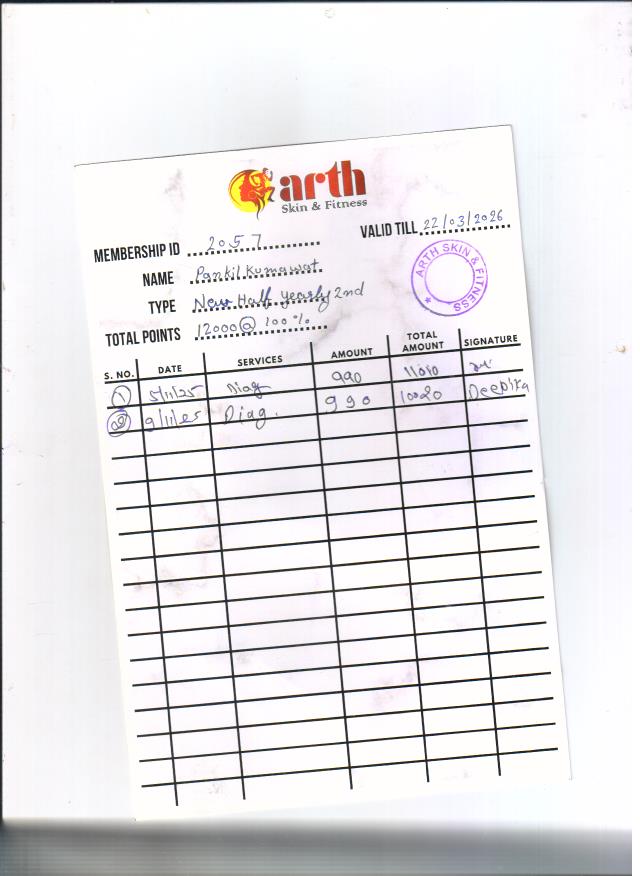 arth
Skin & Fitness
VALID TILL 22/03/2026
MEMBERSHIP ID 2057
NAME Pankil Kumawat
ARTH SKIN & FITNESS
TYPE New Half yearly 2nd
TOTAL POINTS 12000@ 100%
S. NO. DATE SERVICES AMOUNT TOTAL AMOUNT SIGNATURE
1 5/11/25 Diag 990 11010
2 9/11/25 Diag. 990 10020 Deepika